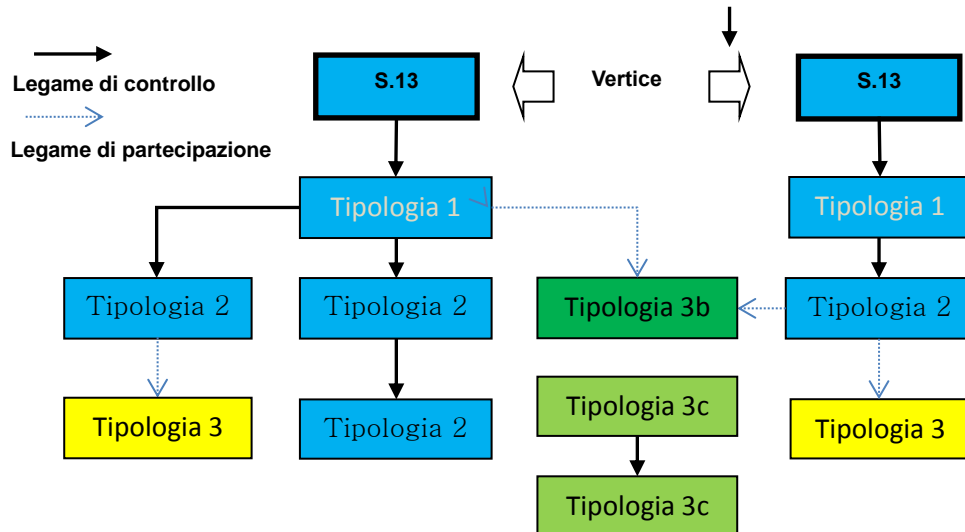 Legame di controllo
Legame di partecipazione
S.13
Vertice
S.13
Tipologia 1
Tipologia 1
Tipologia 2
Tipologia 2
Tipologia 3b
Tipologia 2
Tipologia 3
Tipologia 2
Tipologia 3c
Tipologia 3
Tipologia 3c